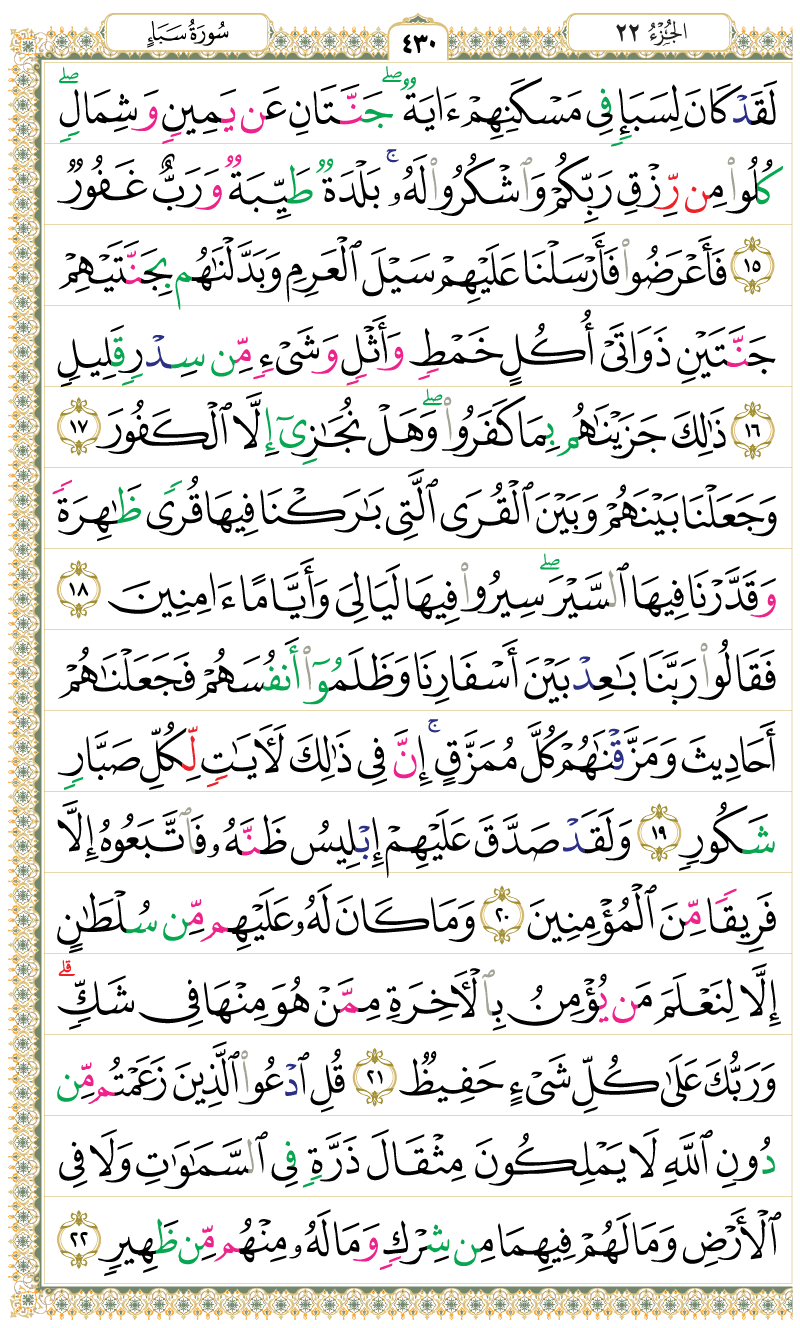 الجُزْءُ ٢٢
٤٣٠
سُورَةُ سَبَإٍ
لَقَدْ كَانَ لِسَبَإٍ فِي مَسْكَنِهِمْ ءَايَةٌ ۖ جَنَّتَانِ عَن يَمِينٍ وَشِمَالٍ ۖ
كُلُوا۟ مِن رِّزْقِ رَبِّكُمْ وَٱشْكُرُوا۟ لَهُۥ ۚ بَلْدَةٌ طَيِّبَةٌ وَرَبٌّ غَفُورٌ
١٥ فَأَعْرَضُوا۟ فَأَرْسَلْنَا عَلَيْهِمْ سَيْلَ ٱلْعَرِمِ وَبَدَّلْنَٰهُم بِجَنَّتَيْهِمْ
جَنَّتَيْنِ ذَوَاتَىْ أُكُلٍ خَمْطٍ وَأَثْلٍ وَشَىْءٍ مِّن سِدْرٍ قَلِيلٍ
١٦ ذَٰلِكَ جَزَيْنَٰهُم بِمَا كَفَرُوا۟ ۖ وَهَلْ نُجَٰزِىٓ إِلَّا ٱلْكَفُورَ ١٧
وَجَعَلْنَا بَيْنَهُمْ وَبَيْنَ ٱلْقُرَى ٱلَّتِى بَٰرَكْنَا فِيهَا قُرًى ظَٰهِرَةً
وَقَدَّرْنَا فِيهَا ٱلسَّيْرَ ۖ سِيرُوا۟ فِيهَا لَيَالِىَ وَأَيَّامًا ءَامِنِينَ ١٨
فَقَالُوا۟ رَبَّنَا بَٰعِدْ بَيْنَ أَسْفَارِنَا وَظَلَمُوٓا۟ أَنفُسَهُمْ فَجَعَلْنَٰهُمْ
أَحَادِيثَ وَمَزَّقْنَٰهُمْ كُلَّ مُمَزَّقٍ ۚ إِنَّ فِى ذَٰلِكَ لَـَٔايَٰتٍ لِّكُلِّ صَبَّارٍ
شَكُورٍ ١٩ وَلَقَدْ صَدَّقَ عَلَيْهِمْ إِبْلِيسُ ظَنَّهُۥ فَٱتَّبَعُوهُ إِلَّا
فَرِيقًا مِّنَ ٱلْمُؤْمِنِينَ ٢٠ وَمَا كَانَ لَهُۥ عَلَيْهِم مِّن سُلْطَٰنٍ
إِلَّا لِنَعْلَمَ مَن يُؤْمِنُ بِٱلْـَٔاخِرَةِ مِمَّنْ هُوَ مِنْهَا فِى شَكٍّ ۗ
وَرَبُّكَ عَلَىٰ كُلِّ شَىْءٍ حَفِيظٌ ٢١ قُلِ ٱدْعُوا۟ ٱلَّذِينَ زَعَمْتُم مِّن
دُونِ ٱللَّهِ لَا يَمْلِكُونَ مِثْقَالَ ذَرَّةٍ فِى ٱلسَّمَٰوَٰتِ وَلَا فِى
ٱلْأَرْضِ وَمَا لَهُمْ فِيهِمَا مِن شِرْكٍ وَمَا لَهُۥ مِنْهُم مِّن ظَهِيرٍ ٢٢